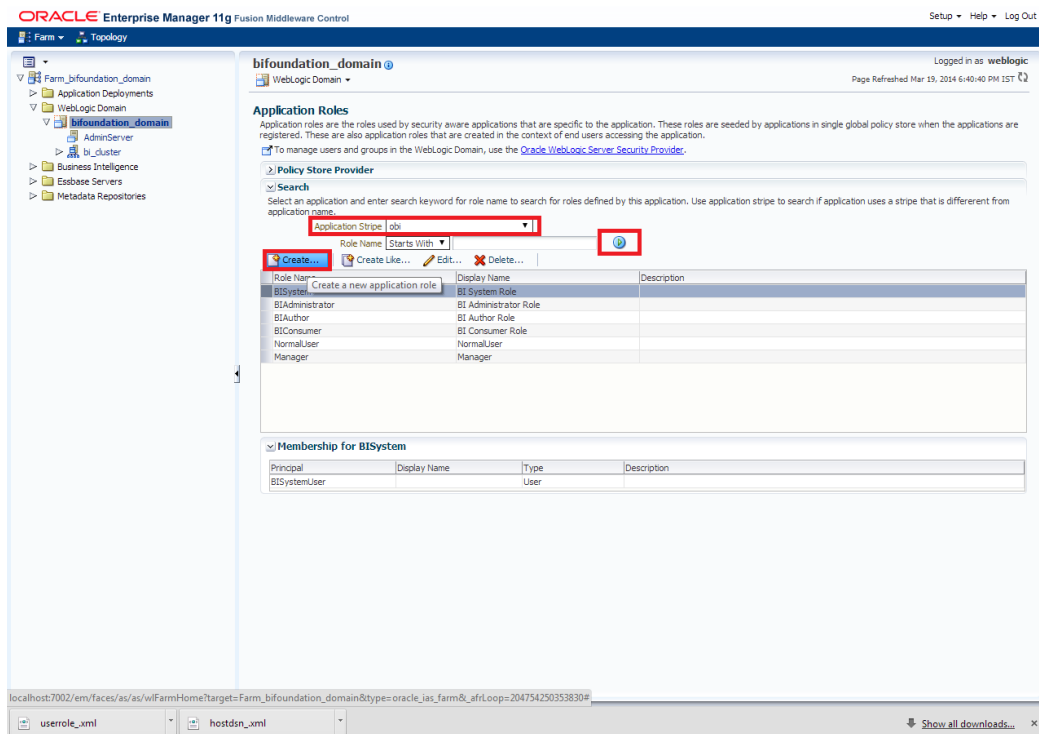 ORACLE Enterprise Manager 11g Fusion Middleware Control
Setup Help Log Out
Farm Topology
Farm_bifoundation_domain
Application Deployments
WebLogic Domain
bifoundation_domain
AdminServer
bi_cluster
Business Intelligence
Essbase Servers
Metadata Repositories
bifoundation_domain
Logged in as weblogic
WebLogic Domain
Page Refreshed Mar 19, 2014 6:40:40 PM IST
Application Roles
Application roles are the roles used by security aware applications that are specific to the application. These roles are seeded by applications in single global policy store when the applications are
registered. These are also application roles that are created in the context of end users accessing the application.
To manage users and groups in the WebLogic Domain, use the Oracle WebLogic Server Security Provider.
Policy Store Provider
Search
Select an application and enter search keyword for role name to search for roles defined by this application. Use application stripe to search if application uses a stripe that is differerent from
application name.
Application Stripe obi
Role Name Starts With
Create... Create Like... Edit... Delete...
Role Name Display Name Description
Create a new application role
BISystem BI System Role
BIAdministrator BI Administrator Role
BIAuthor BI Author Role
BIConsumer BI Consumer Role
NormalUser NormalUser
Manager Manager
Membership for BISystem
Principal Display Name Type Description
BISystemUser User
localhost:7002/em/faces/as/as/wlFarmHome?target=Farm_bifoundation_domain&type=oracle_ias_farm&_afrLoop=204754250353830#
userrole_.xml hostdsn_.xml Show all downloads...